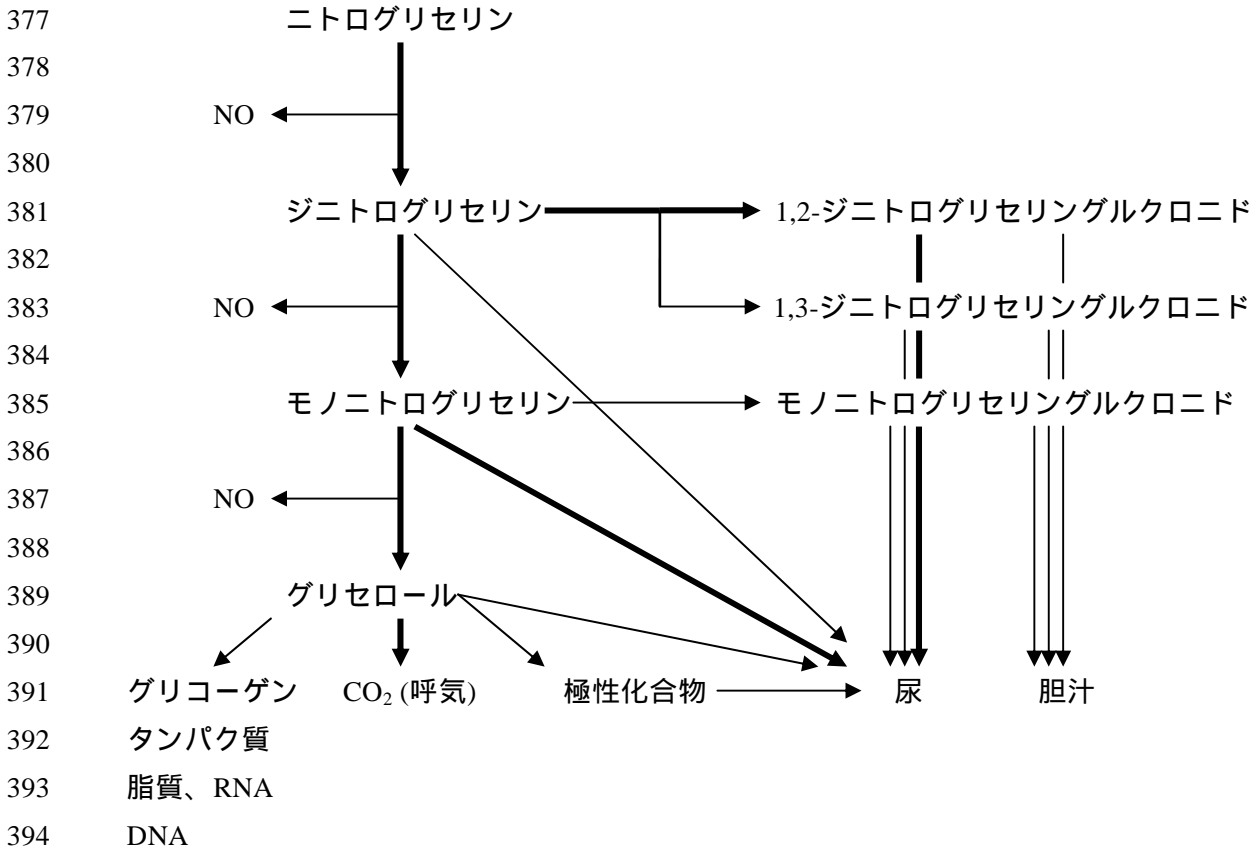 377 ニトログリセリン
378
379 NO
380
381 ジニトログリセリン 1,2-ジニトログリセリングルクロニド
382
383 NO 1,3-ジニトログリセリングルクロニド
384
385 モノニトログリセリン モノニトログリセリングルクロニド
386
387 NO
388
389 グリセロール
390
391 グリコーゲン CO₂ (呼気) 極性化合物 尿 胆汁
392 タンパク質
393 脂質、RNA
394 DNA